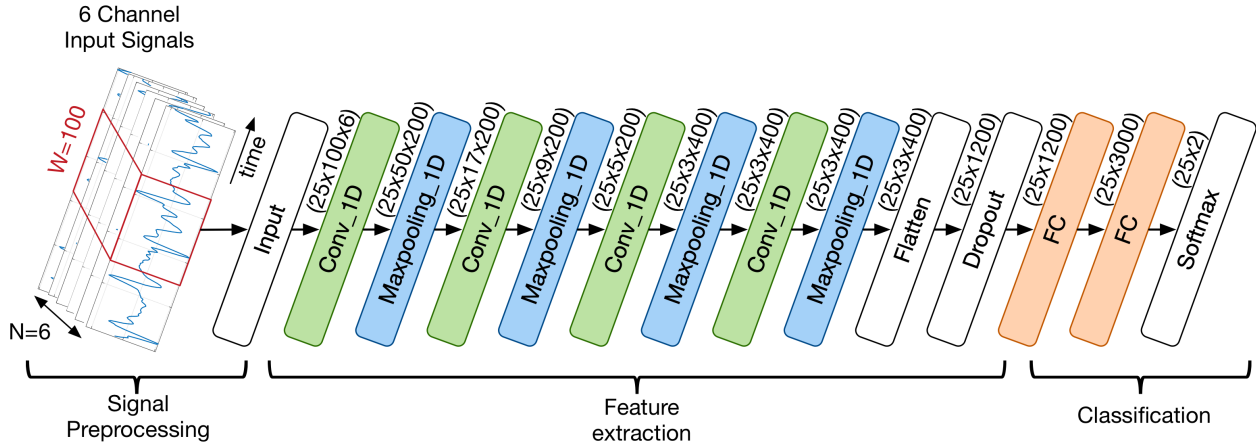 6 Channel
Input Signals
W=100
time
N=6
Input
(25x100x6)
Conv_1D
(25x50x200)
Maxpooling_1D
(25x17x200)
Conv_1D
(25x9x200)
Maxpooling_1D
(25x5x200)
Conv_1D
(25x3x400)
Maxpooling_1D
(25x3x400)
Conv_1D
(25x3x400)
Maxpooling_1D
(25x3x400)
Flatten
(25x1200)
Dropout
(25x1200)
FC
(25x3000)
FC
(25x2)
Softmax
Signal
Preprocessing
Feature
extraction
Classification